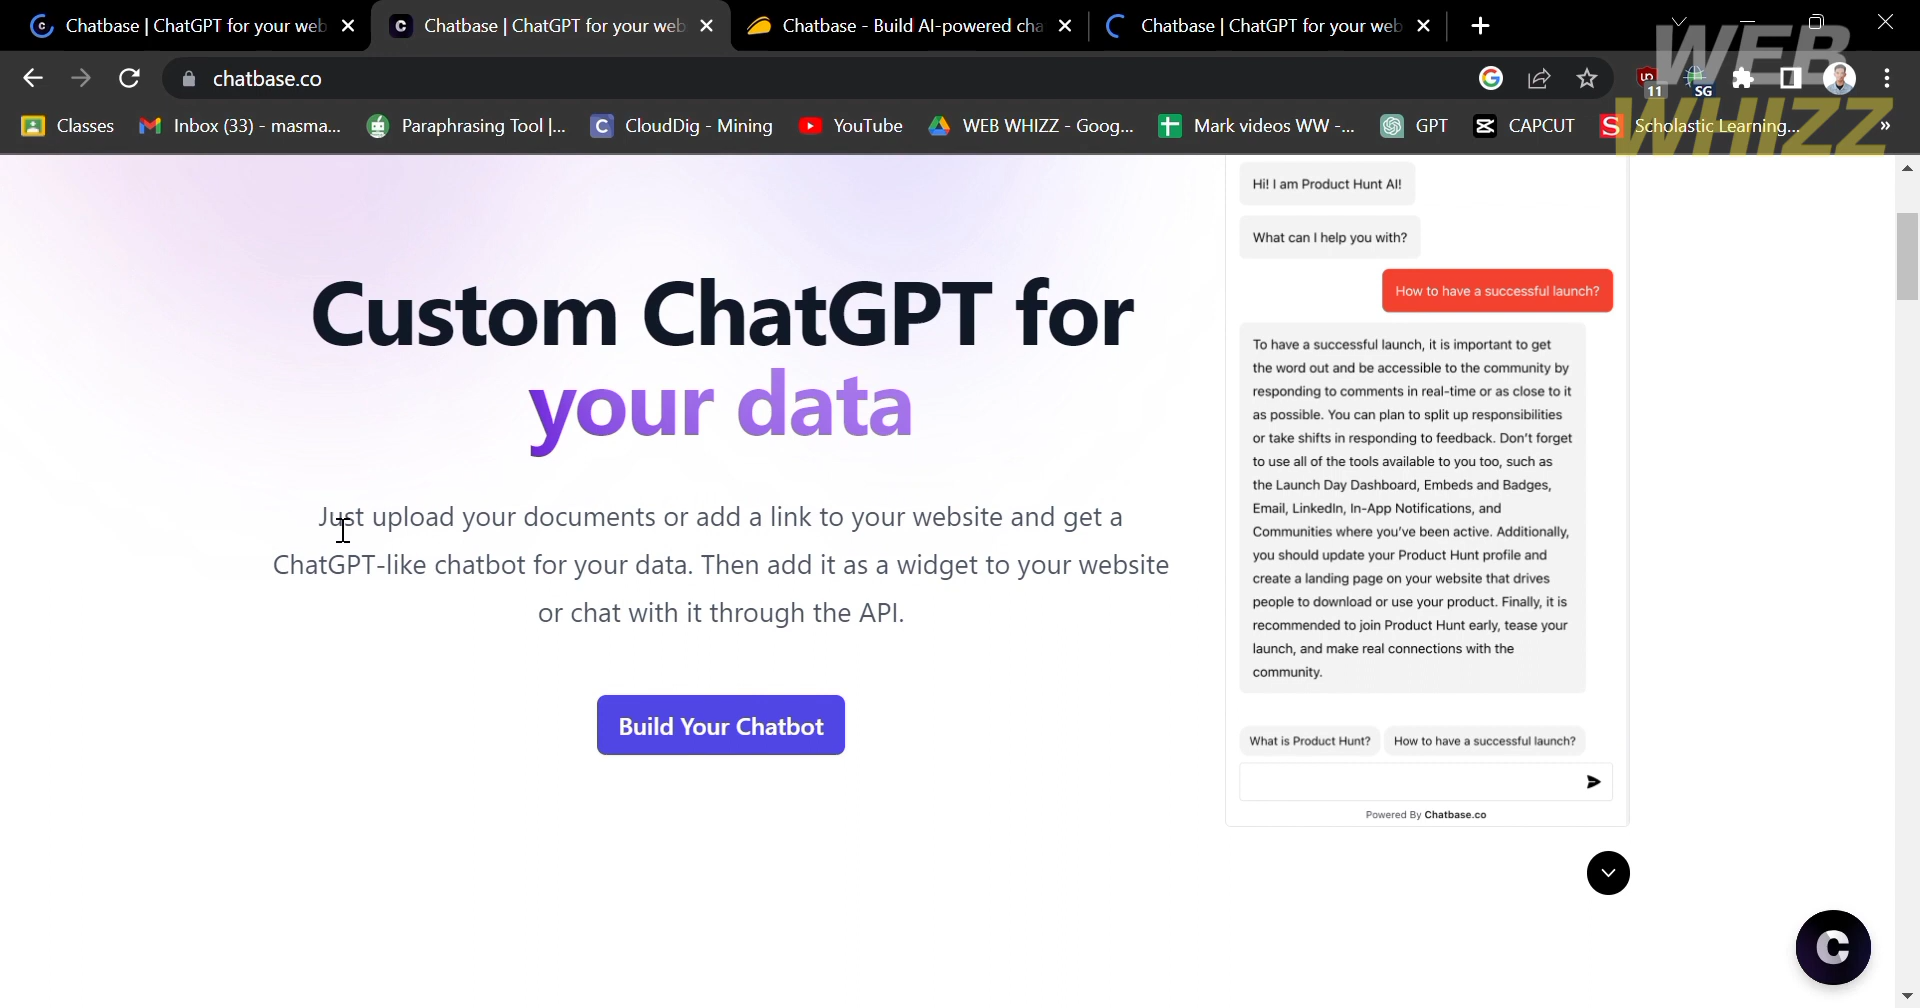 Chatbase | ChatGPT for your web
Chatbase | ChatGPT for your web
Chatbase - Build AI-powered cha
Chatbase | ChatGPT for your web
chatbase.co
11
SG
WEB
WHIZZ
Classes
Inbox (33) - masma...
Paraphrasing Tool |...
CloudDig - Mining
YouTube
WEB WHIZZ - Goog...
Mark videos WW -...
GPT
CAPCUT
Scholastic Learning...
Custom ChatGPT for
your data
Just upload your documents or add a link to your website and get a
ChatGPT-like chatbot for your data. Then add it as a widget to your website
or chat with it through the API.
Build Your Chatbot
Hi! I am Product Hunt AI!
What can I help you with?
How to have a successful launch?
To have a successful launch, it is important to get
the word out and be accessible to the community by
responding to comments in real-time or as close to it
as possible. You can plan to split up responsibilities
or take shifts in responding to feedback. Don't forget
to use all of the tools available to you too, such as
the Launch Day Dashboard, Embeds and Badges,
Email, LinkedIn, In-App Notifications, and
Communities where you've been active. Additionally,
you should update your Product Hunt profile and
create a landing page on your website that drives
people to download or use your product. Finally, it is
recommended to join Product Hunt early, tease your
launch, and make real connections with the
community.
What is Product Hunt?
How to have a successful launch?
Powered By Chatbase.co
C